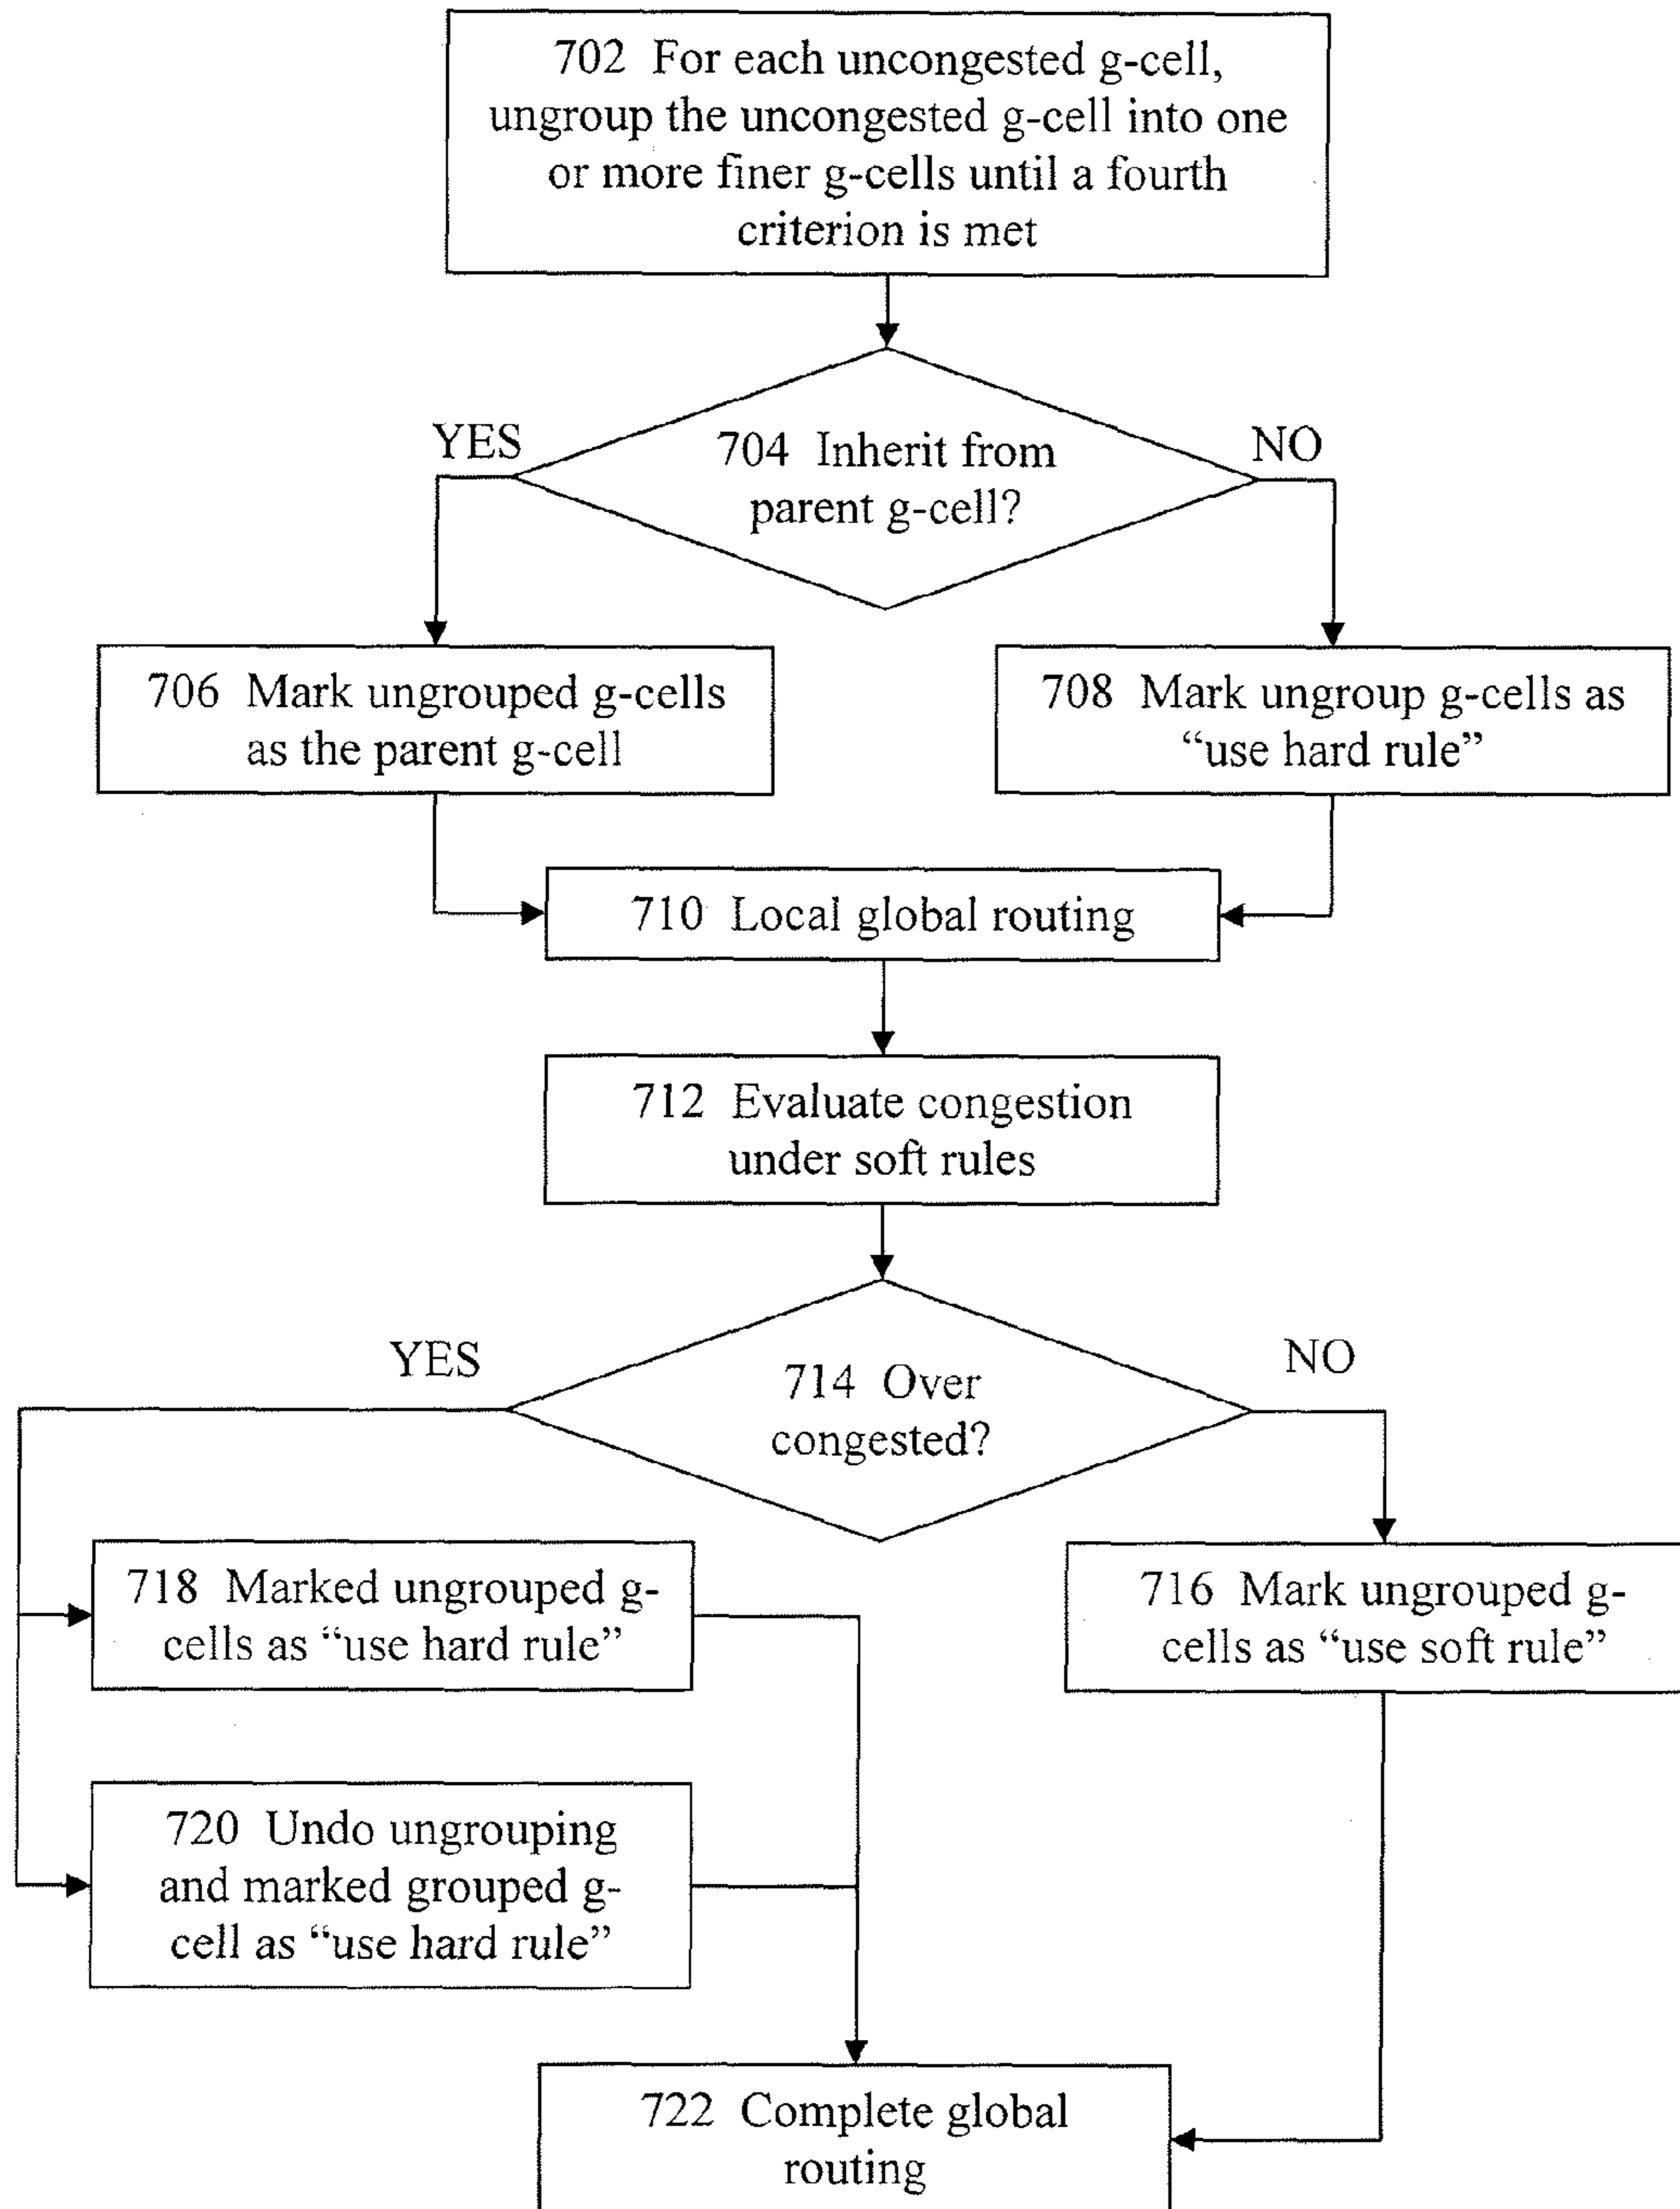 702 For each uncongested g-cell,
ungroup the uncongested g-cell into one
or more finer g-cells until a fourth
criterion is met
YES
704 Inherit from
parent g-cell?
NO
706 Mark ungrouped g-cells
as the parent g-cell
708 Mark ungroup g-cells as
“use hard rule”
710 Local global routing
712 Evaluate congestion
under soft rules
YES
714 Over
congested?
NO
718 Marked ungrouped g-
cells as “use hard rule”
716 Mark ungrouped g-
cells as “use soft rule”
720 Undo ungrouping
and marked grouped g-
cell as “use hard rule”
722 Complete global
routing